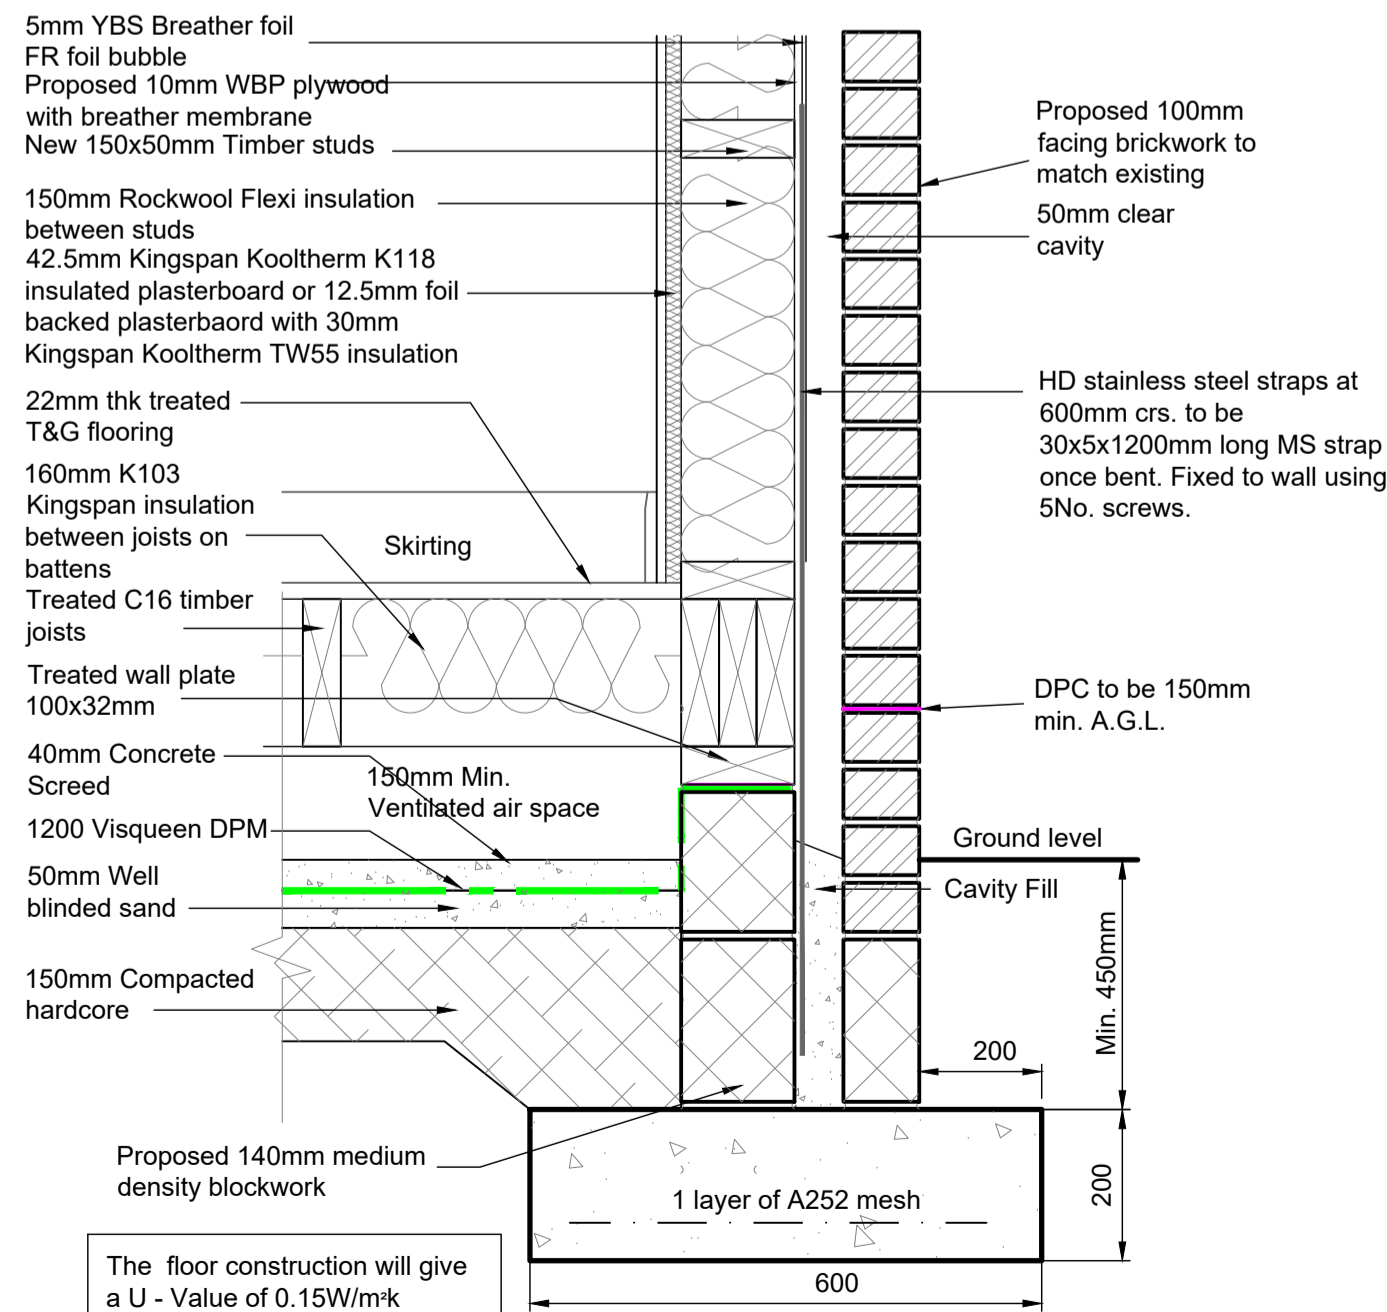 5mm YBS Breather foil
FR foil bubble
Proposed 10mm WBP plywood
with breather membrane
New 150x50mm Timber studs
150mm Rockwool Flexi insulation
between studs
42.5mm Kingspan Kooltherm K118
insulated plasterboard or 12.5mm foil
backed plasterbaord with 30mm
Kingspan Kooltherm TW55 insulation
22mm thk treated
T&G flooring
160mm K103
Kingspan insulation
between joists on
battens
Treated C16 timber
joists
Treated wall plate
100x32mm
40mm Concrete
Screed
1200 Visqueen DPM
50mm Well
blinded sand
150mm Compacted
hardcore
Skirting
150mm Min.
Ventilated air space
Proposed 100mm
facing brickwork to
match existing
50mm clear
cavity
HD stainless steel straps at
600mm crs. to be
30x5x1200mm long MS strap
once bent. Fixed to wall using
5No. screws.
DPC to be 150mm
min. A.G.L.
Ground level
Cavity Fill
Min. 450mm
200
200
Proposed 140mm medium
density blockwork
1 layer of A252 mesh
600
The floor construction will give
a U - Value of 0.15W/m²k